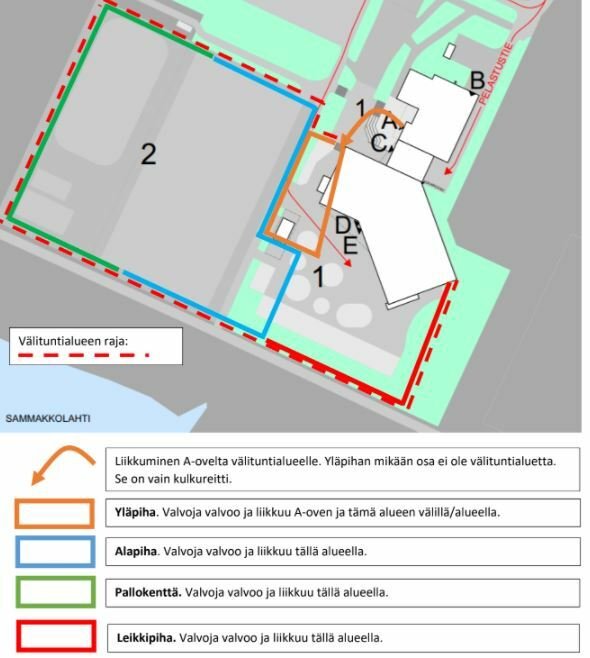 B
PELASTUSTIE
1
A
C
2
D
E
1
Välituntialueen raja:
SAMMAKKOLAHTI
Liikkuminen A-ovelta välituntialueelle. Yläpihan mikään osa ei ole välituntialuetta.
Se on vain kulkureitti.
Yläpiha. Valvoja valvoo ja liikkuu A-oven ja tämä alueen välillä/alueella.
Alapiha. Valvoja valvoo ja liikkuu tällä alueella.
Pallokenttä. Valvoja valvoo ja liikkuu tällä alueella.
Leikkipiha. Valvoja valvoo ja liikkuu tällä alueella.